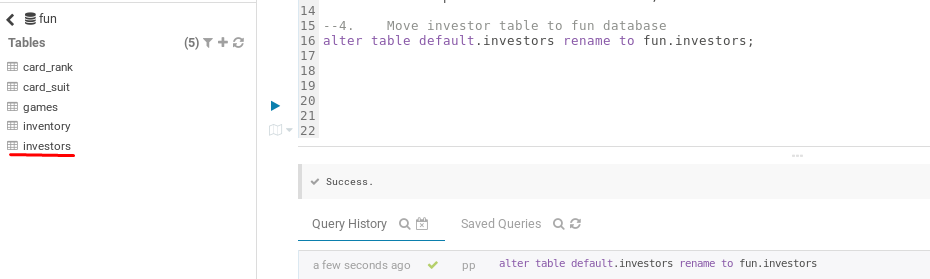 fun
Tables
(5)
card_rank
card_suit
games
inventory
investors
14
15 --4. Move investor table to fun database
16 alter table default.investors rename to fun.investors;
17
18
19
20
21
22
Success.
Query History
Saved Queries
a few seconds ago
pp
alter table default.investors rename to fun.investors